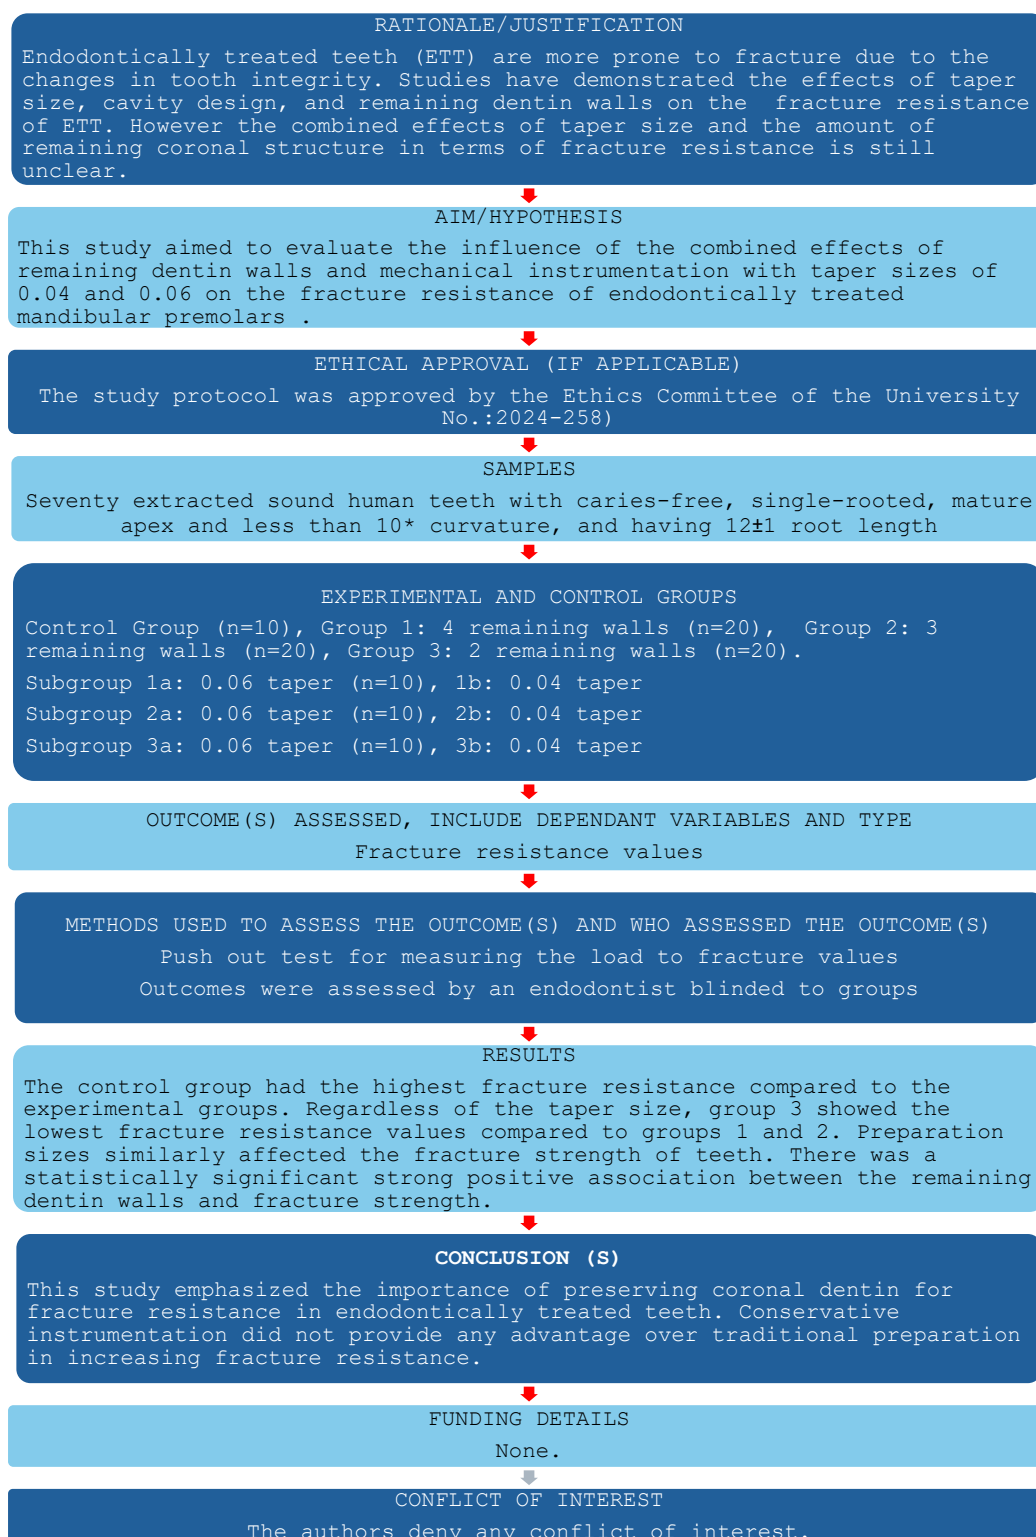 RATIONALE/JUSTIFICATION
Endodontically treated teeth (ETT) are more prone to fracture due to the
changes in tooth integrity. Studies have demonstrated the effects of taper
size, cavity design, and remaining dentin walls on the  fracture resistance
of ETT. However the combined effects of taper size and the amount of
remaining coronal structure in terms of fracture resistance is still
unclear.
AIM/HYPOTHESIS
This study aimed to evaluate the influence of the combined effects of
remaining dentin walls and mechanical instrumentation with taper sizes of
0.04 and 0.06 on the fracture resistance of endodontically treated
mandibular premolars .
ETHICAL APPROVAL (IF APPLICABLE)
The study protocol was approved by the Ethics Committee of the University
No.:2024-258)
SAMPLES
Seventy extracted sound human teeth with caries-free, single-rooted, mature
apex and less than 10* curvature, and having 12±1 root length
EXPERIMENTAL AND CONTROL GROUPS
Control Group (n=10), Group 1: 4 remaining walls (n=20),  Group 2: 3
remaining walls (n=20), Group 3: 2 remaining walls (n=20).
Subgroup 1a: 0.06 taper (n=10), 1b: 0.04 taper
Subgroup 2a: 0.06 taper (n=10), 2b: 0.04 taper
Subgroup 3a: 0.06 taper (n=10), 3b: 0.04 taper
OUTCOME(S) ASSESSED, INCLUDE DEPENDANT VARIABLES AND TYPE
Fracture resistance values
METHODS USED TO ASSESS THE OUTCOME(S) AND WHO ASSESSED THE OUTCOME(S)
Push out test for measuring the load to fracture values
Outcomes were assessed by an endodontist blinded to groups
RESULTS
The control group had the highest fracture resistance compared to the
experimental groups. Regardless of the taper size, group 3 showed the
lowest fracture resistance values compared to groups 1 and 2. Preparation
sizes similarly affected the fracture strength of teeth. There was a
statistically significant strong positive association between the remaining
dentin walls and fracture strength.
CONCLUSION (S)
This study emphasized the importance of preserving coronal dentin for
fracture resistance in endodontically treated teeth. Conservative
instrumentation did not provide any advantage over traditional preparation
in increasing fracture resistance.
FUNDING DETAILS
None.
CONFLICT OF INTEREST
The authors deny any conflict of interest.